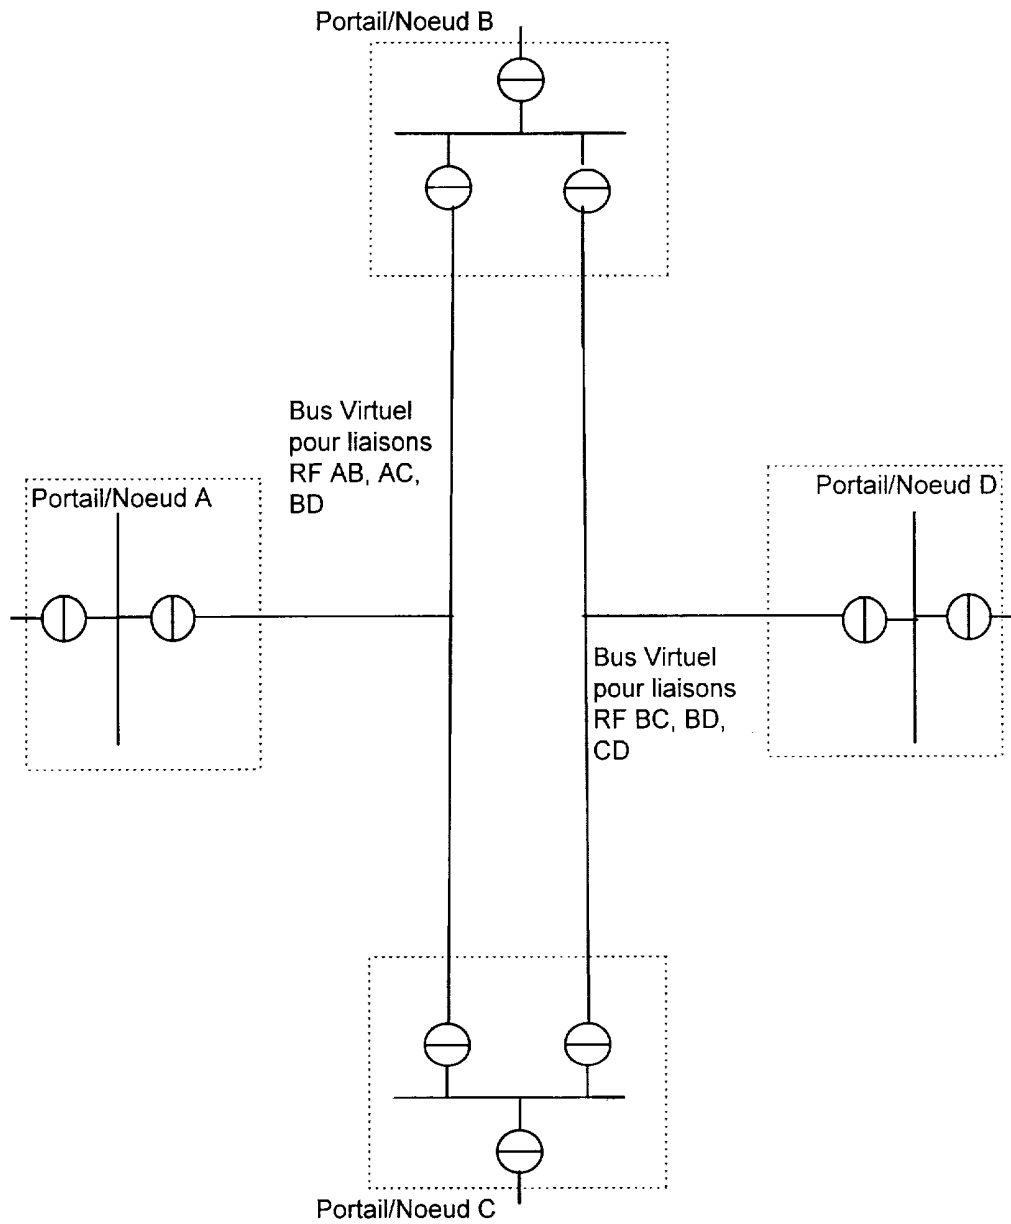 Portail/Noeud B
Bus Virtuel
pour liaisons
RF AB, AC,
BD
Portail/Noeud A
Portail/Noeud D
Bus Virtuel
pour liaisons
RF BC, BD,
CD
Portail/Noeud C